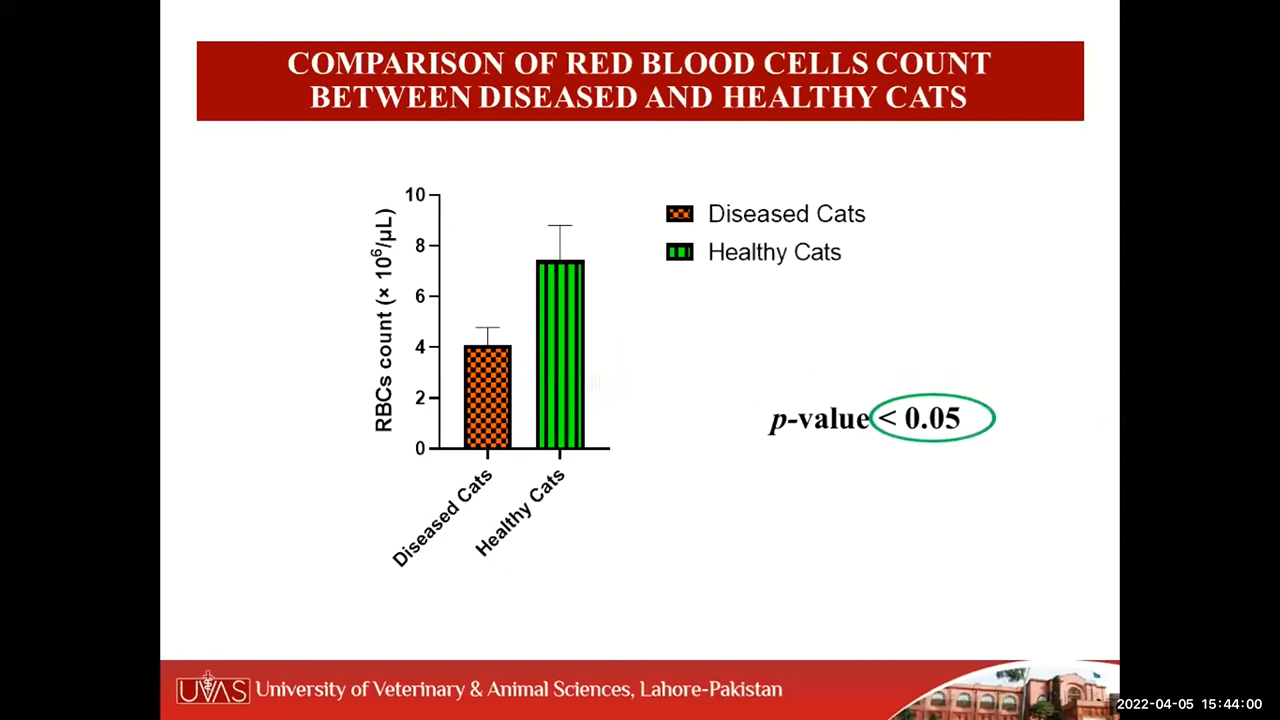 COMPARISON OF RED BLOOD CELLS COUNT
BETWEEN DISEASED AND HEALTHY CATS
10
8
6
4
2
0
RBCs count (× 10⁶/µL)
Diseased Cats
Healthy Cats
Diseased Cats
Healthy Cats
p-value < 0.05
UVAS University of Veterinary & Animal Sciences, Lahore-Pakistan
2022-04-05 15:44:00